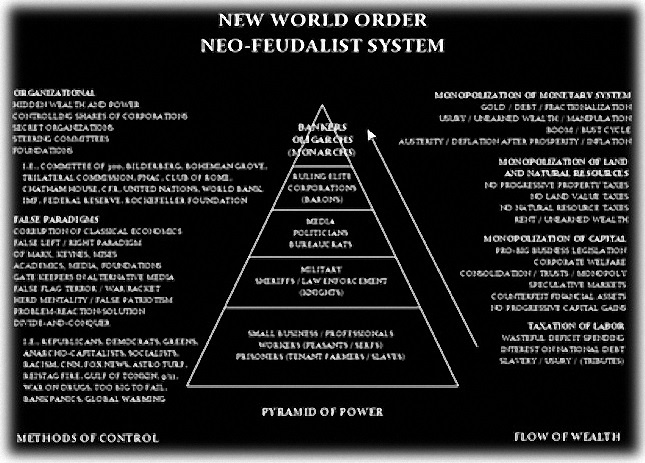 NEW WORLD ORDER
NEO-FEUDALIST SYSTEM
ORGANIZATIONAL
HIDDEN WEALTH AND POWER
CONTROLLING SHARES OF CORPORATIONS
SECRET ORGANIZATIONS
STEERING COMMITTEES
FOUNDATIONS
I.E., COMMITTEE OF 300, BILDERBERG, BOHEMIAN GROVE,
TRILATERAL COMMISSION, PNAC, CLUB OF ROME,
CHATHAM HOUSE, CFR, UNITED NATIONS, WORLD BANK,
IMF, FEDERAL RESERVE, ROCKEFELLER FOUNDATION
FALSE PARADIGMS
CORRUPTION OF CLASSICAL ECONOMICS
FALSE LEFT / RIGHT PARADIGM
OF MARX, KEYNES, MISES
ACADEMICS, MEDIA, FOUNDATIONS
GATE KEEPERS OF ALTERNATIVE MEDIA
FALSE FLAG TERROR / WAR RACKET
HERD MENTALITY / FALSE PATRIOTISM
PROBLEM-REACTION-SOLUTION
DIVIDE-AND-CONQUER
I.E., REPUBLICANS, DEMOCRATS, GREENS,
ANARCHO-CAPITALISTS, SOCIALISTS,
RACISM, CNN, FOX NEWS, ASTRO TURF,
REISTAG FIRE, GULF OF TONKIN, 9/11,
WAR ON DRUGS, TOO BIG TO FAIL,
BANK PANICS, GLOBAL WARMING
METHODS OF CONTROL
BANKERS
OLIGARCHS
(MONARCHS)
RULING ELITE
CORPORATIONS
(BARONS)
MEDIA
POLITICIANS
BUREAUCRATS
MILITARY
SHERIFFS / LAW ENFORCEMENT
(KNIGHTS)
SMALL BUSINESS / PROFESSIONALS
WORKERS (PEASANTS / SERFS)
PRISONERS (TENANT FARMERS / SLAVES)
PYRAMID OF POWER
MONOPOLIZATION OF MONETARY SYSTEM
GOLD / DEBT / FRACTIONALIZATION
USURY / UNEARNED WEALTH / MANIPULATION
BOOM / BUST CYCLE
AUSTERITY / DEFLATION AFTER PROSPERITY / INFLATION
MONOPOLIZATION OF LAND
AND NATURAL RESOURCES
NO PROGRESSIVE PROPERTY TAXES
NO LAND VALUE TAXES
NO NATURAL RESOURCE TAXES
RENT / UNEARNED WEALTH
MONOPOLIZATION OF CAPITAL
PRO-BIG BUSINESS LEGISLATION
CORPORATE WELFARE
CONSOLIDATION / TRUSTS / MONOPOLY
SPECULATIVE MARKETS
COUNTERFEIT FINANCIAL ASSETS
NO PROGRESSIVE CAPITAL GAINS
TAXATION OF LABOR
WASTEFUL DEFICIT SPENDING
INTEREST ON NATIONAL DEBT
SLAVERY / USURY / (TRIBUTES)
FLOW OF WEALTH